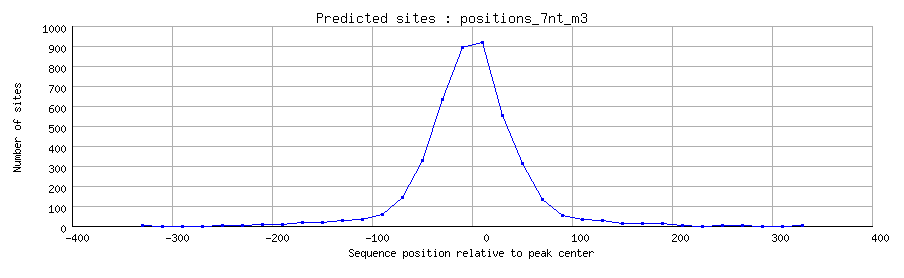 Predicted sites : positions_7nt_m3
1000
900
800
700
600
500
400
300
200
100
0
Number of sites
-400 -300 -200 -100 0 100 200 300 400
Sequence position relative to peak center